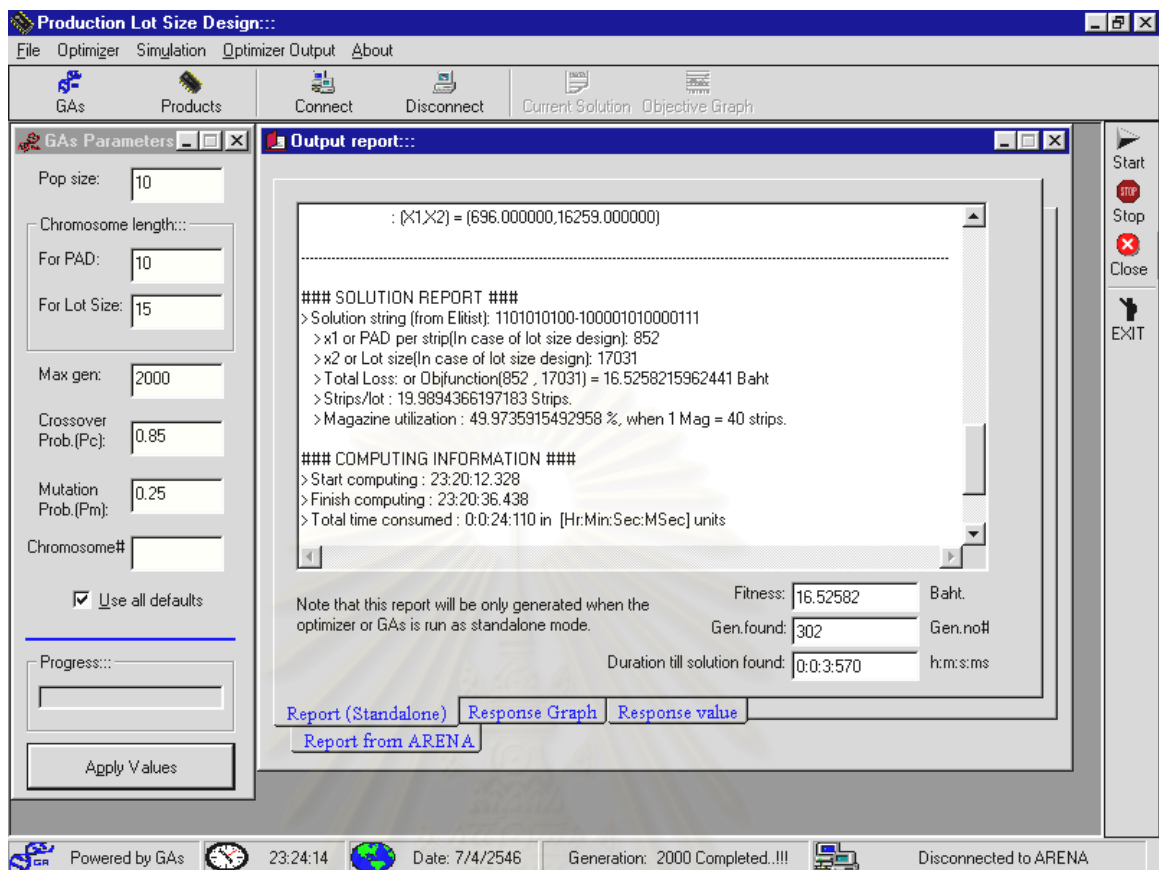 Production Lot Size Design:::
File Optimizer Simulation Optimizer Output About
GAs Products Connect Disconnect Current Solution Objective Graph
GAs Parameters
Pop size: 10
Chromosome length:::
For PAD: 10
For Lot Size: 15
Max gen: 2000
Crossover
Prob.(Pc): 0.85
Mutation
Prob.(Pm): 0.25
Chromosome#
Use all defaults
Progress:::
Apply Values
Output report:::
: (X1,X2) = (696.000000,16259.000000)
### SOLUTION REPORT ###
>Solution string (from Elitist): 1101010100-100001010000111
>x1 or PAD per strip(In case of lot size design): 852
>x2 or Lot size(In case of lot size design): 17031
>Total Loss: or Objfunction(852 , 17031) = 16.5258215962441 Baht
>Strips/lot : 19.9894366197183 Strips.
>Magazine utilization : 49.9735915492958 %, when 1 Mag = 40 strips.
### COMPUTING INFORMATION ###
>Start computing : 23:20:12.328
>Finish computing : 23:20:36.438
>Total time consumed : 0:0:24:110 in [Hr:Min:Sec:MSec] units
Note that this report will be only generated when the
optimizer or GAs is run as standalone mode.
Fitness: 16.52582 Baht.
Gen.found: 302 Gen.no#
Duration till solution found: 0:0:3:570 h:m:s:ms
Report (Standalone) Response Graph Response value
Report from ARENA
Start
STOP
Stop
Close
EXIT
GA Powered by GAs 23:24:14 Date: 7/4/2546 Generation: 2000 Completed..!!! Disconnected to ARENA